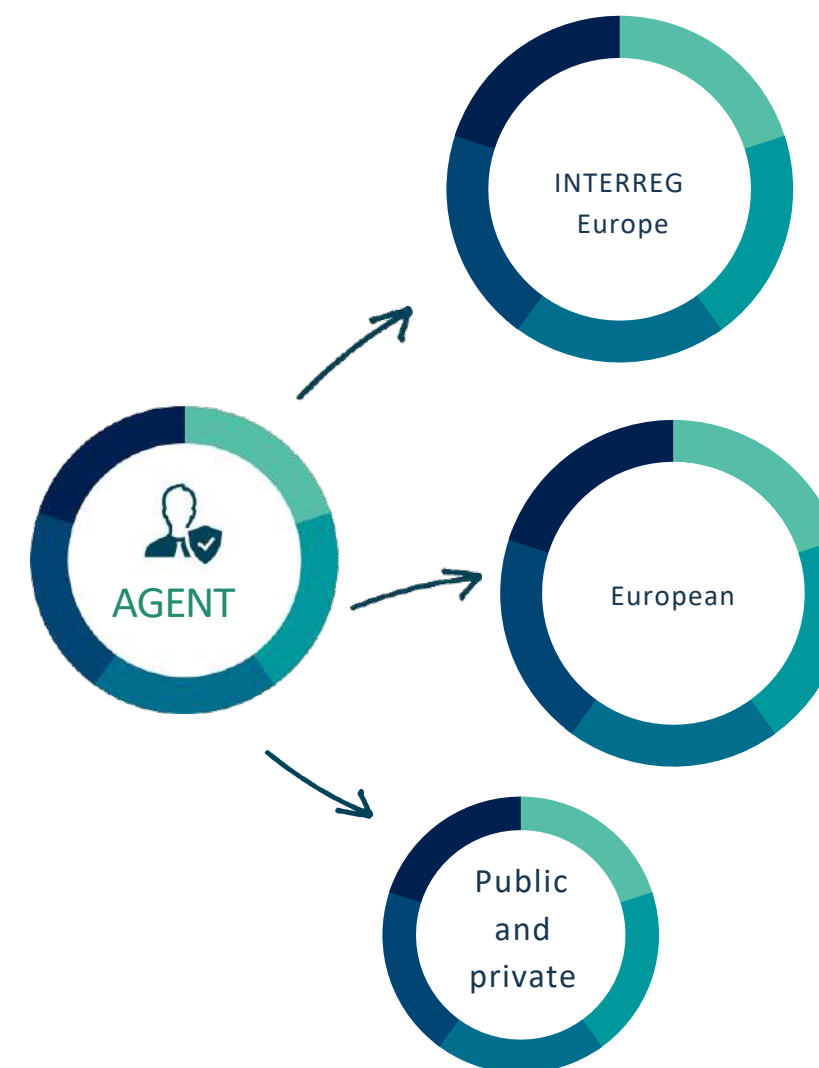 INTERREG
Europe
AGENT
European
Public
and
private